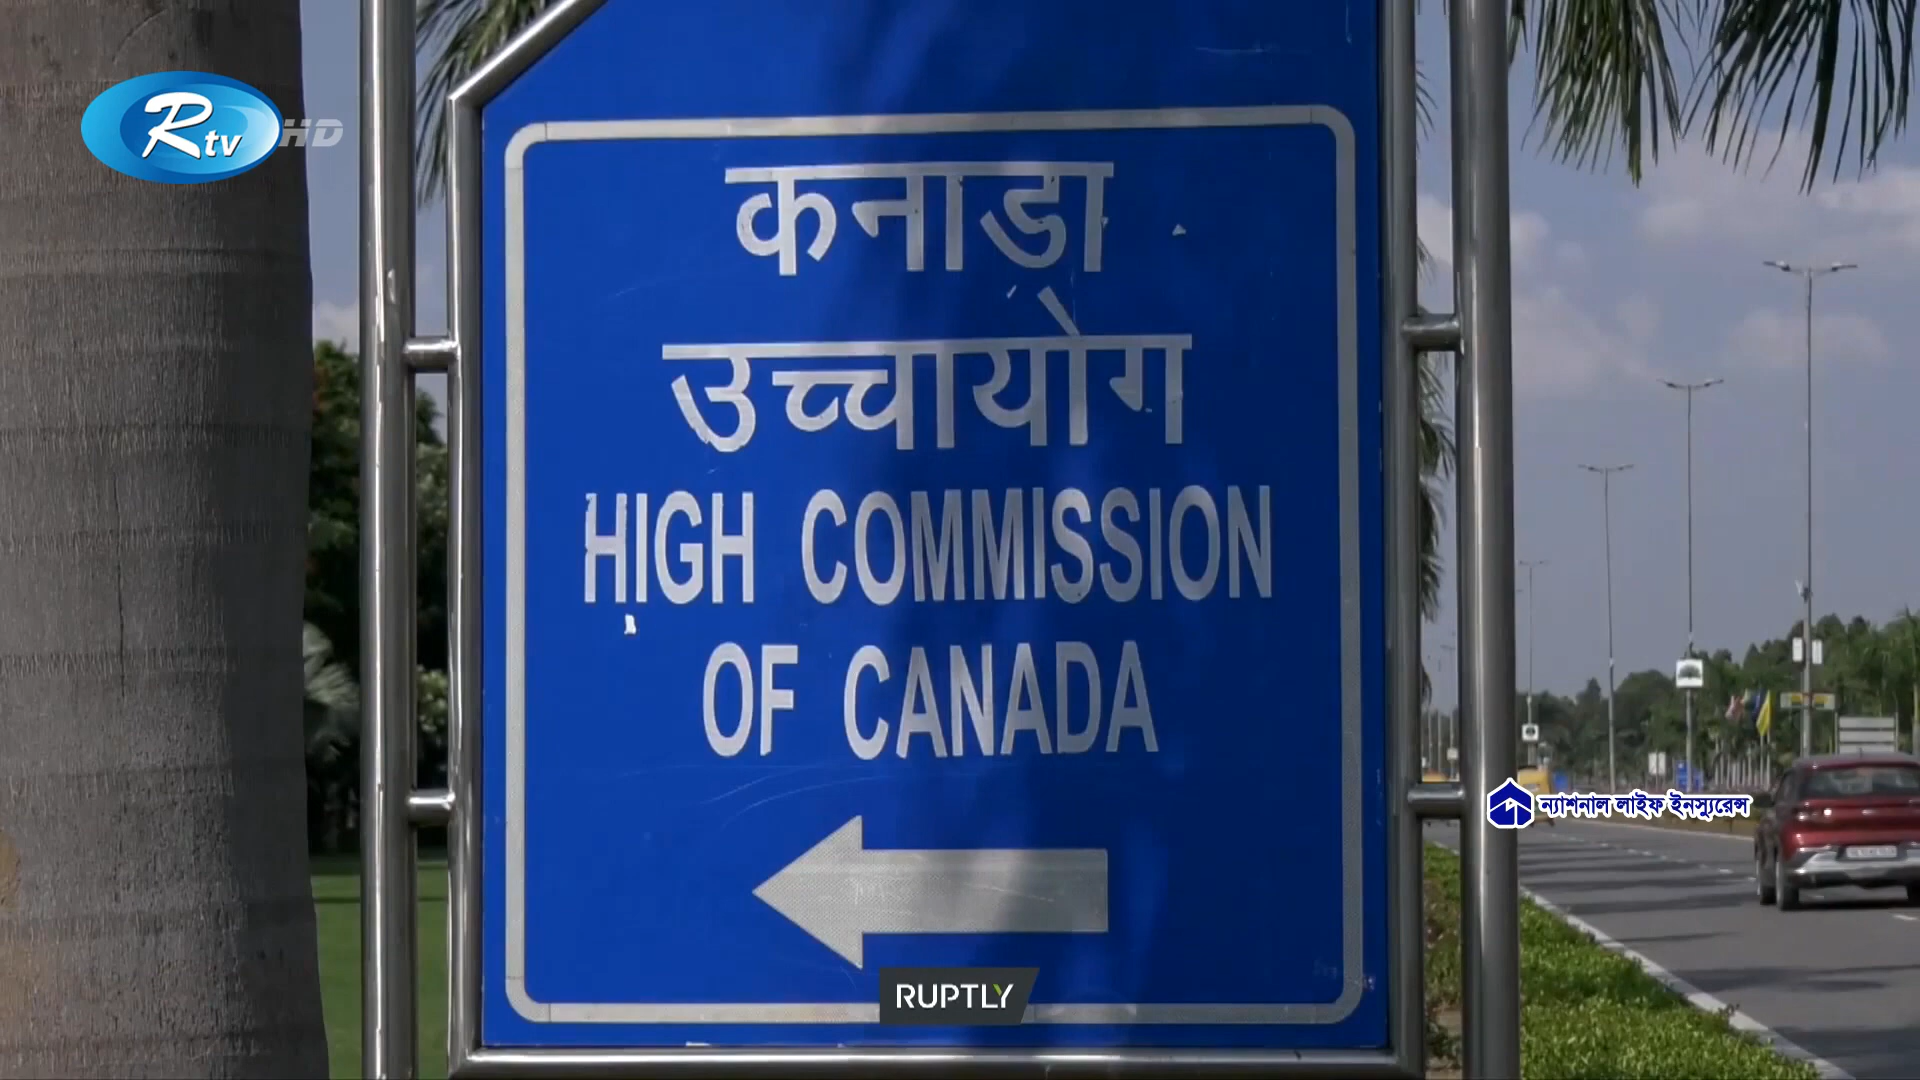 Rtv HD
कनाडा
उच्चायोग
HIGH COMMISSION
OF CANADA
ন্যাশনাল লাইফ ইনস্যুরেন্স
RUPTLY